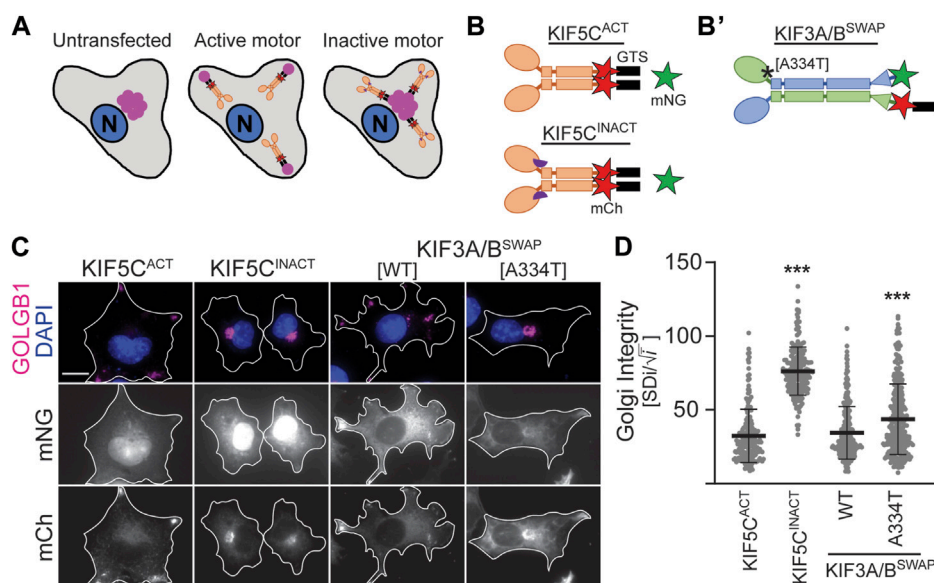 A
Untransfected
Active motor
Inactive motor
N
N
N
B
KIF5C^ACT
GTS
mNG
KIF5C^INACT
mCh
B'
KIF3A/B^SWAP
[A334T]
*
C
KIF5C^ACT
KIF5C^INACT
KIF3A/B^SWAP
[WT]
[A334T]
GOLGB1
DAPI
mNG
mCh
D
Golgi Integrity
[SDi/√i]
150
100
50
***
***
KIF5C^ACT
KIF5C^INACT
WT
A334T
KIF3A/B^SWAP